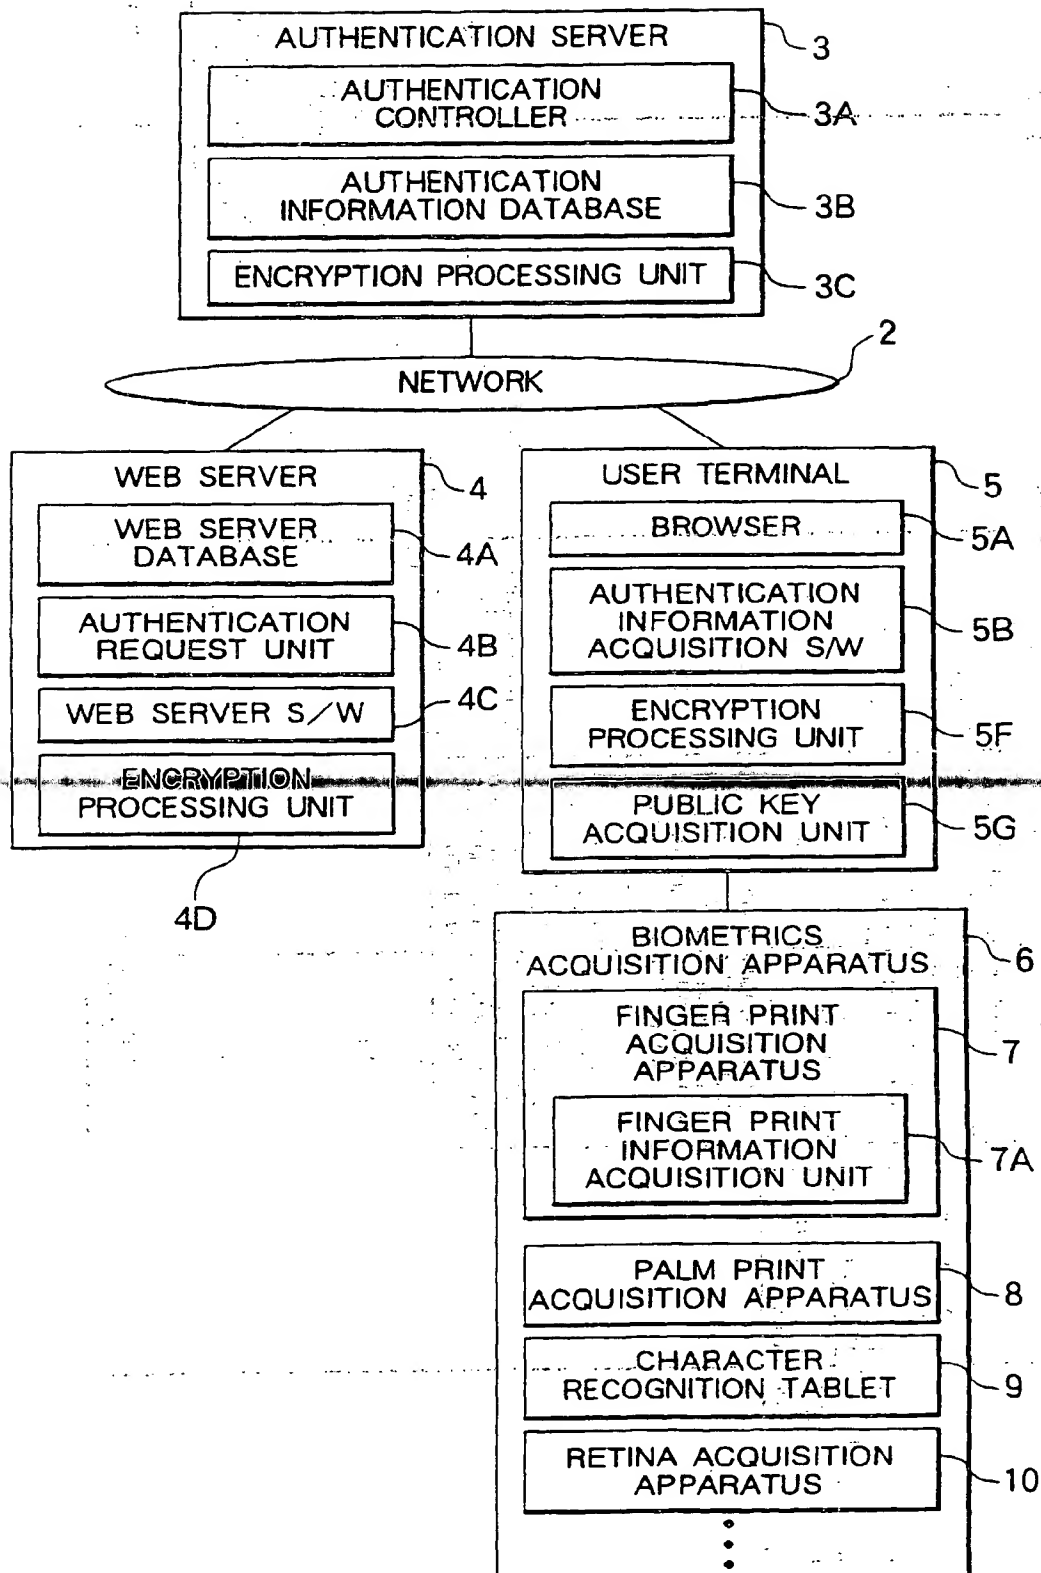 AUTHENTICATION SERVER
3
AUTHENTICATION
CONTROLLER
3A
AUTHENTICATION
INFORMATION DATABASE
3B
ENCRYPTION PROCESSING UNIT
3C
2
NETWORK
WEB SERVER
4
WEB SERVER
DATABASE
4A
AUTHENTICATION
REQUEST UNIT
4B
WEB SERVER S/W
4C
ENCRYPTION
PROCESSING UNIT
4D
USER TERMINAL
5
BROWSER
5A
AUTHENTICATION
INFORMATION
ACQUISITION S/W
5B
ENCRYPTION
PROCESSING UNIT
5F
PUBLIC KEY
ACQUISITION UNIT
5G
BIOMETRICS
ACQUISITION APPARATUS
6
FINGER PRINT
ACQUISITION
APPARATUS
7
FINGER PRINT
INFORMATION
ACQUISITION UNIT
7A
PALM PRINT
ACQUISITION APPARATUS
8
CHARACTER
RECOGNITION TABLET
9
RETINA ACQUISITION
APPARATUS
10